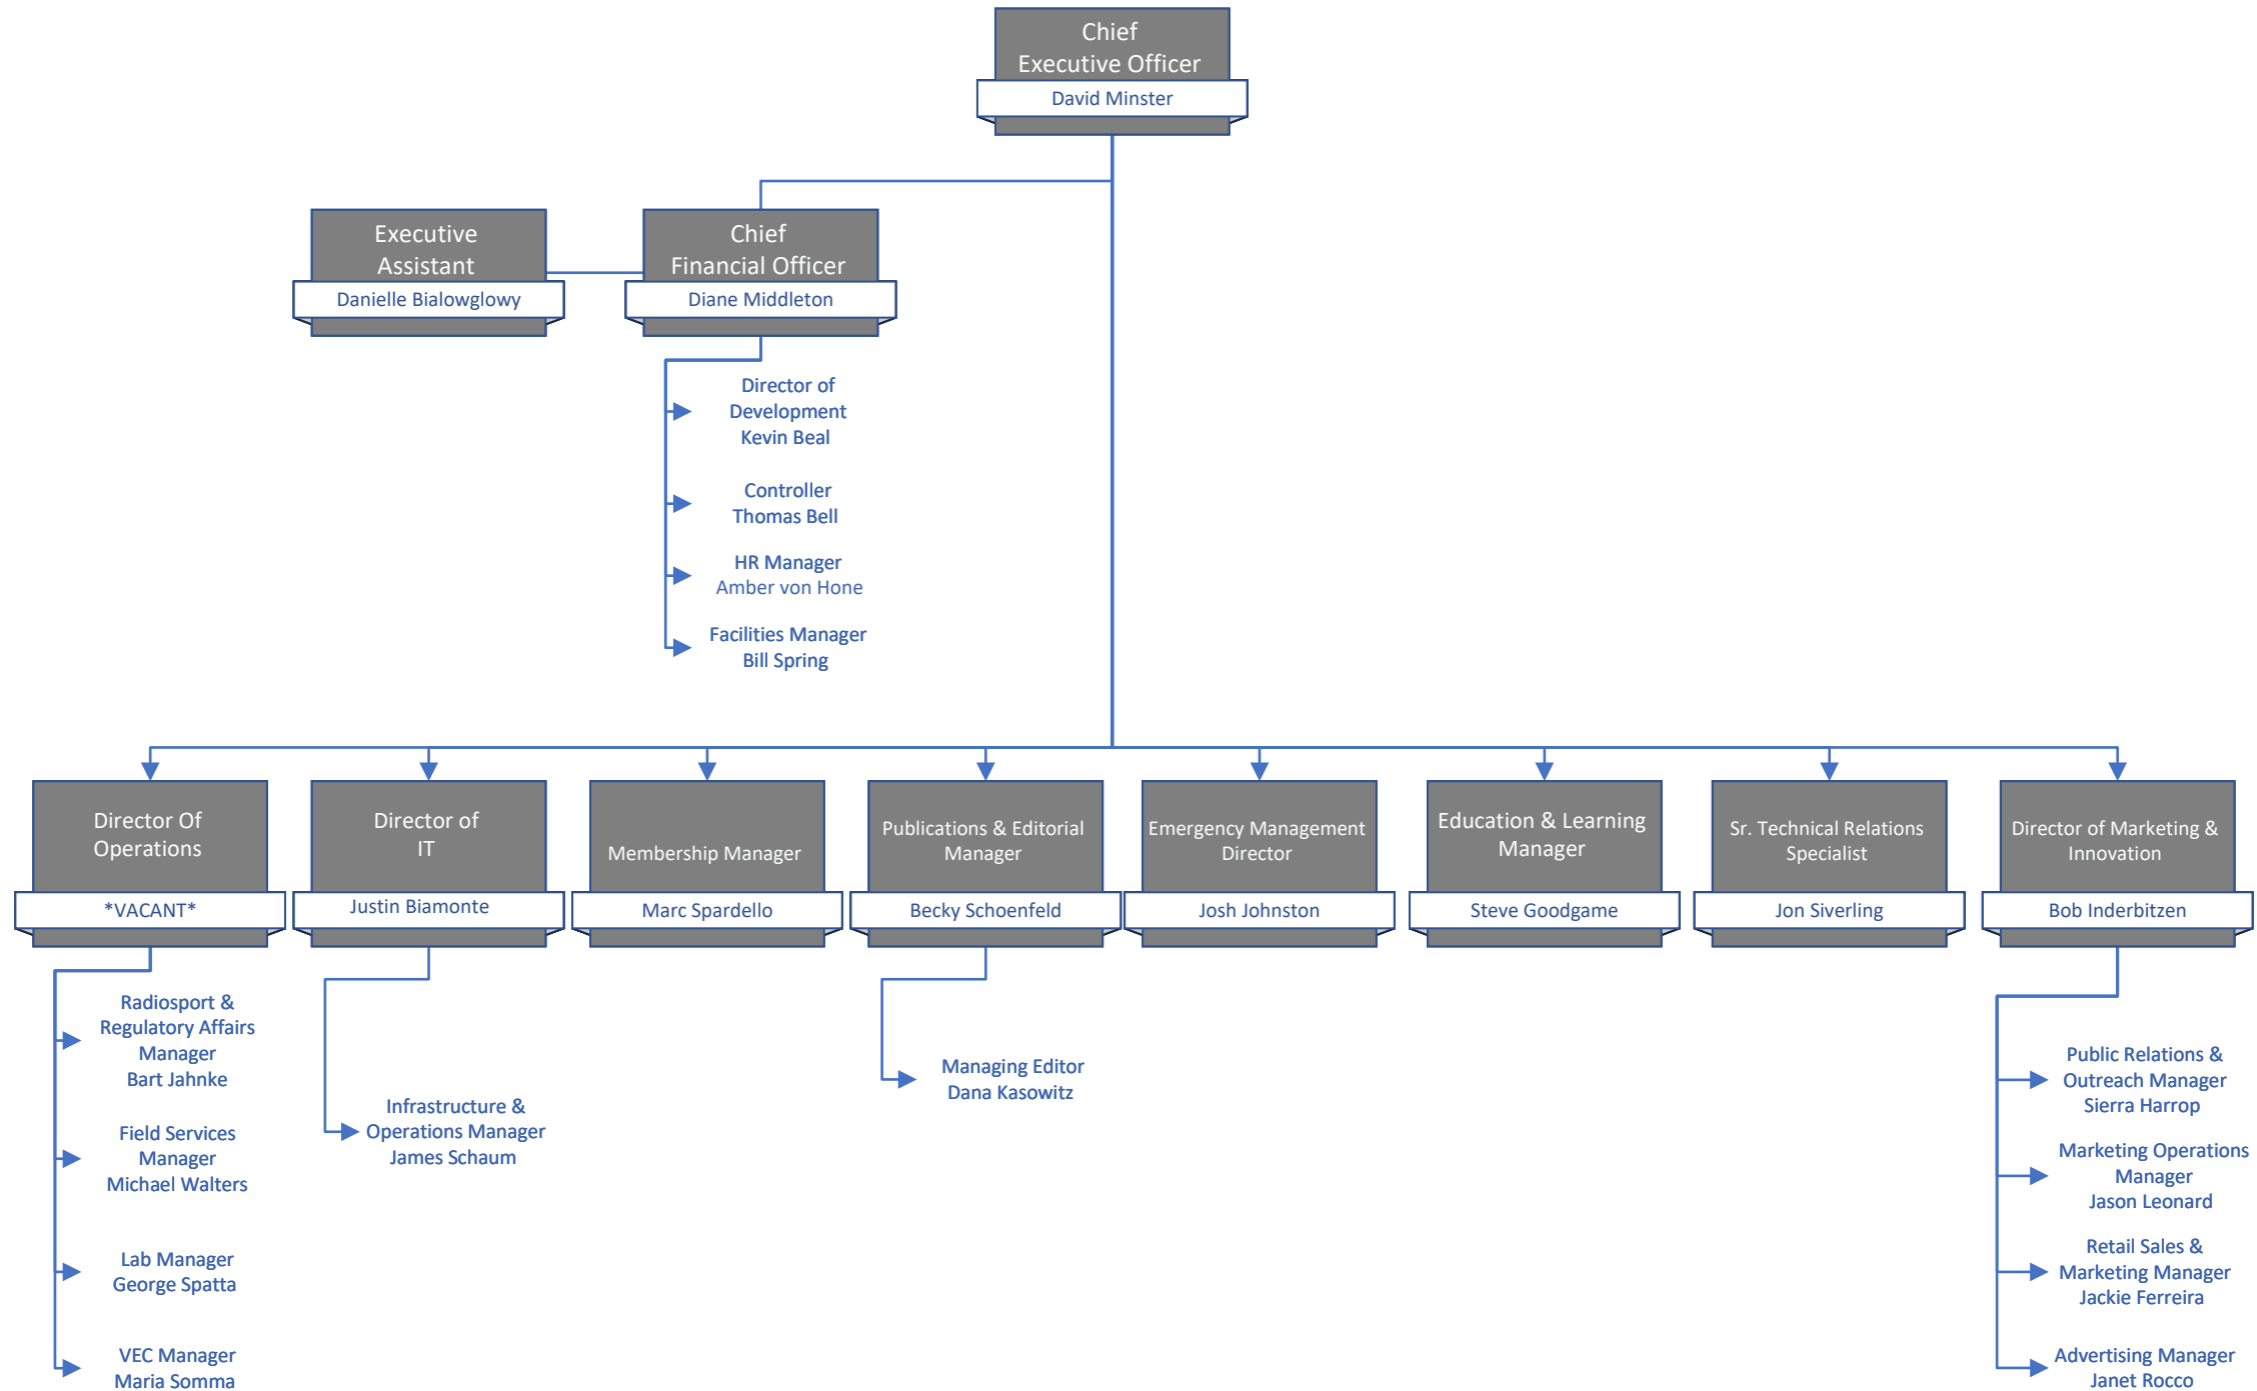 Chief
Executive Officer
David Minster
Executive
Assistant
Danielle Bialowglowy
Chief
Financial Officer
Diane Middleton
Director of
Development
Kevin Beal
Controller
Thomas Bell
HR Manager
Amber von Hone
Facilities Manager
Bill Spring
Director Of
Operations
*VACANT*
Director of
IT
Justin Biamonte
Membership Manager
Marc Spardello
Publications & Editorial
Manager
Becky Schoenfeld
Emergency Management
Director
Josh Johnston
Education & Learning
Manager
Steve Goodgame
Sr. Technical Relations
Specialist
Jon Siverling
Director of Marketing &
Innovation
Bob Inderbitzen
Radiosport &
Regulatory Affairs
Manager
Bart Jahnke
Field Services
Manager
Michael Walters
Lab Manager
George Spatta
VEC Manager
Maria Somma
Infrastructure &
Operations Manager
James Schaum
Managing Editor
Dana Kasowitz
Public Relations &
Outreach Manager
Sierra Harrop
Marketing Operations
Manager
Jason Leonard
Retail Sales &
Marketing Manager
Jackie Ferreira
Advertising Manager
Janet Rocco